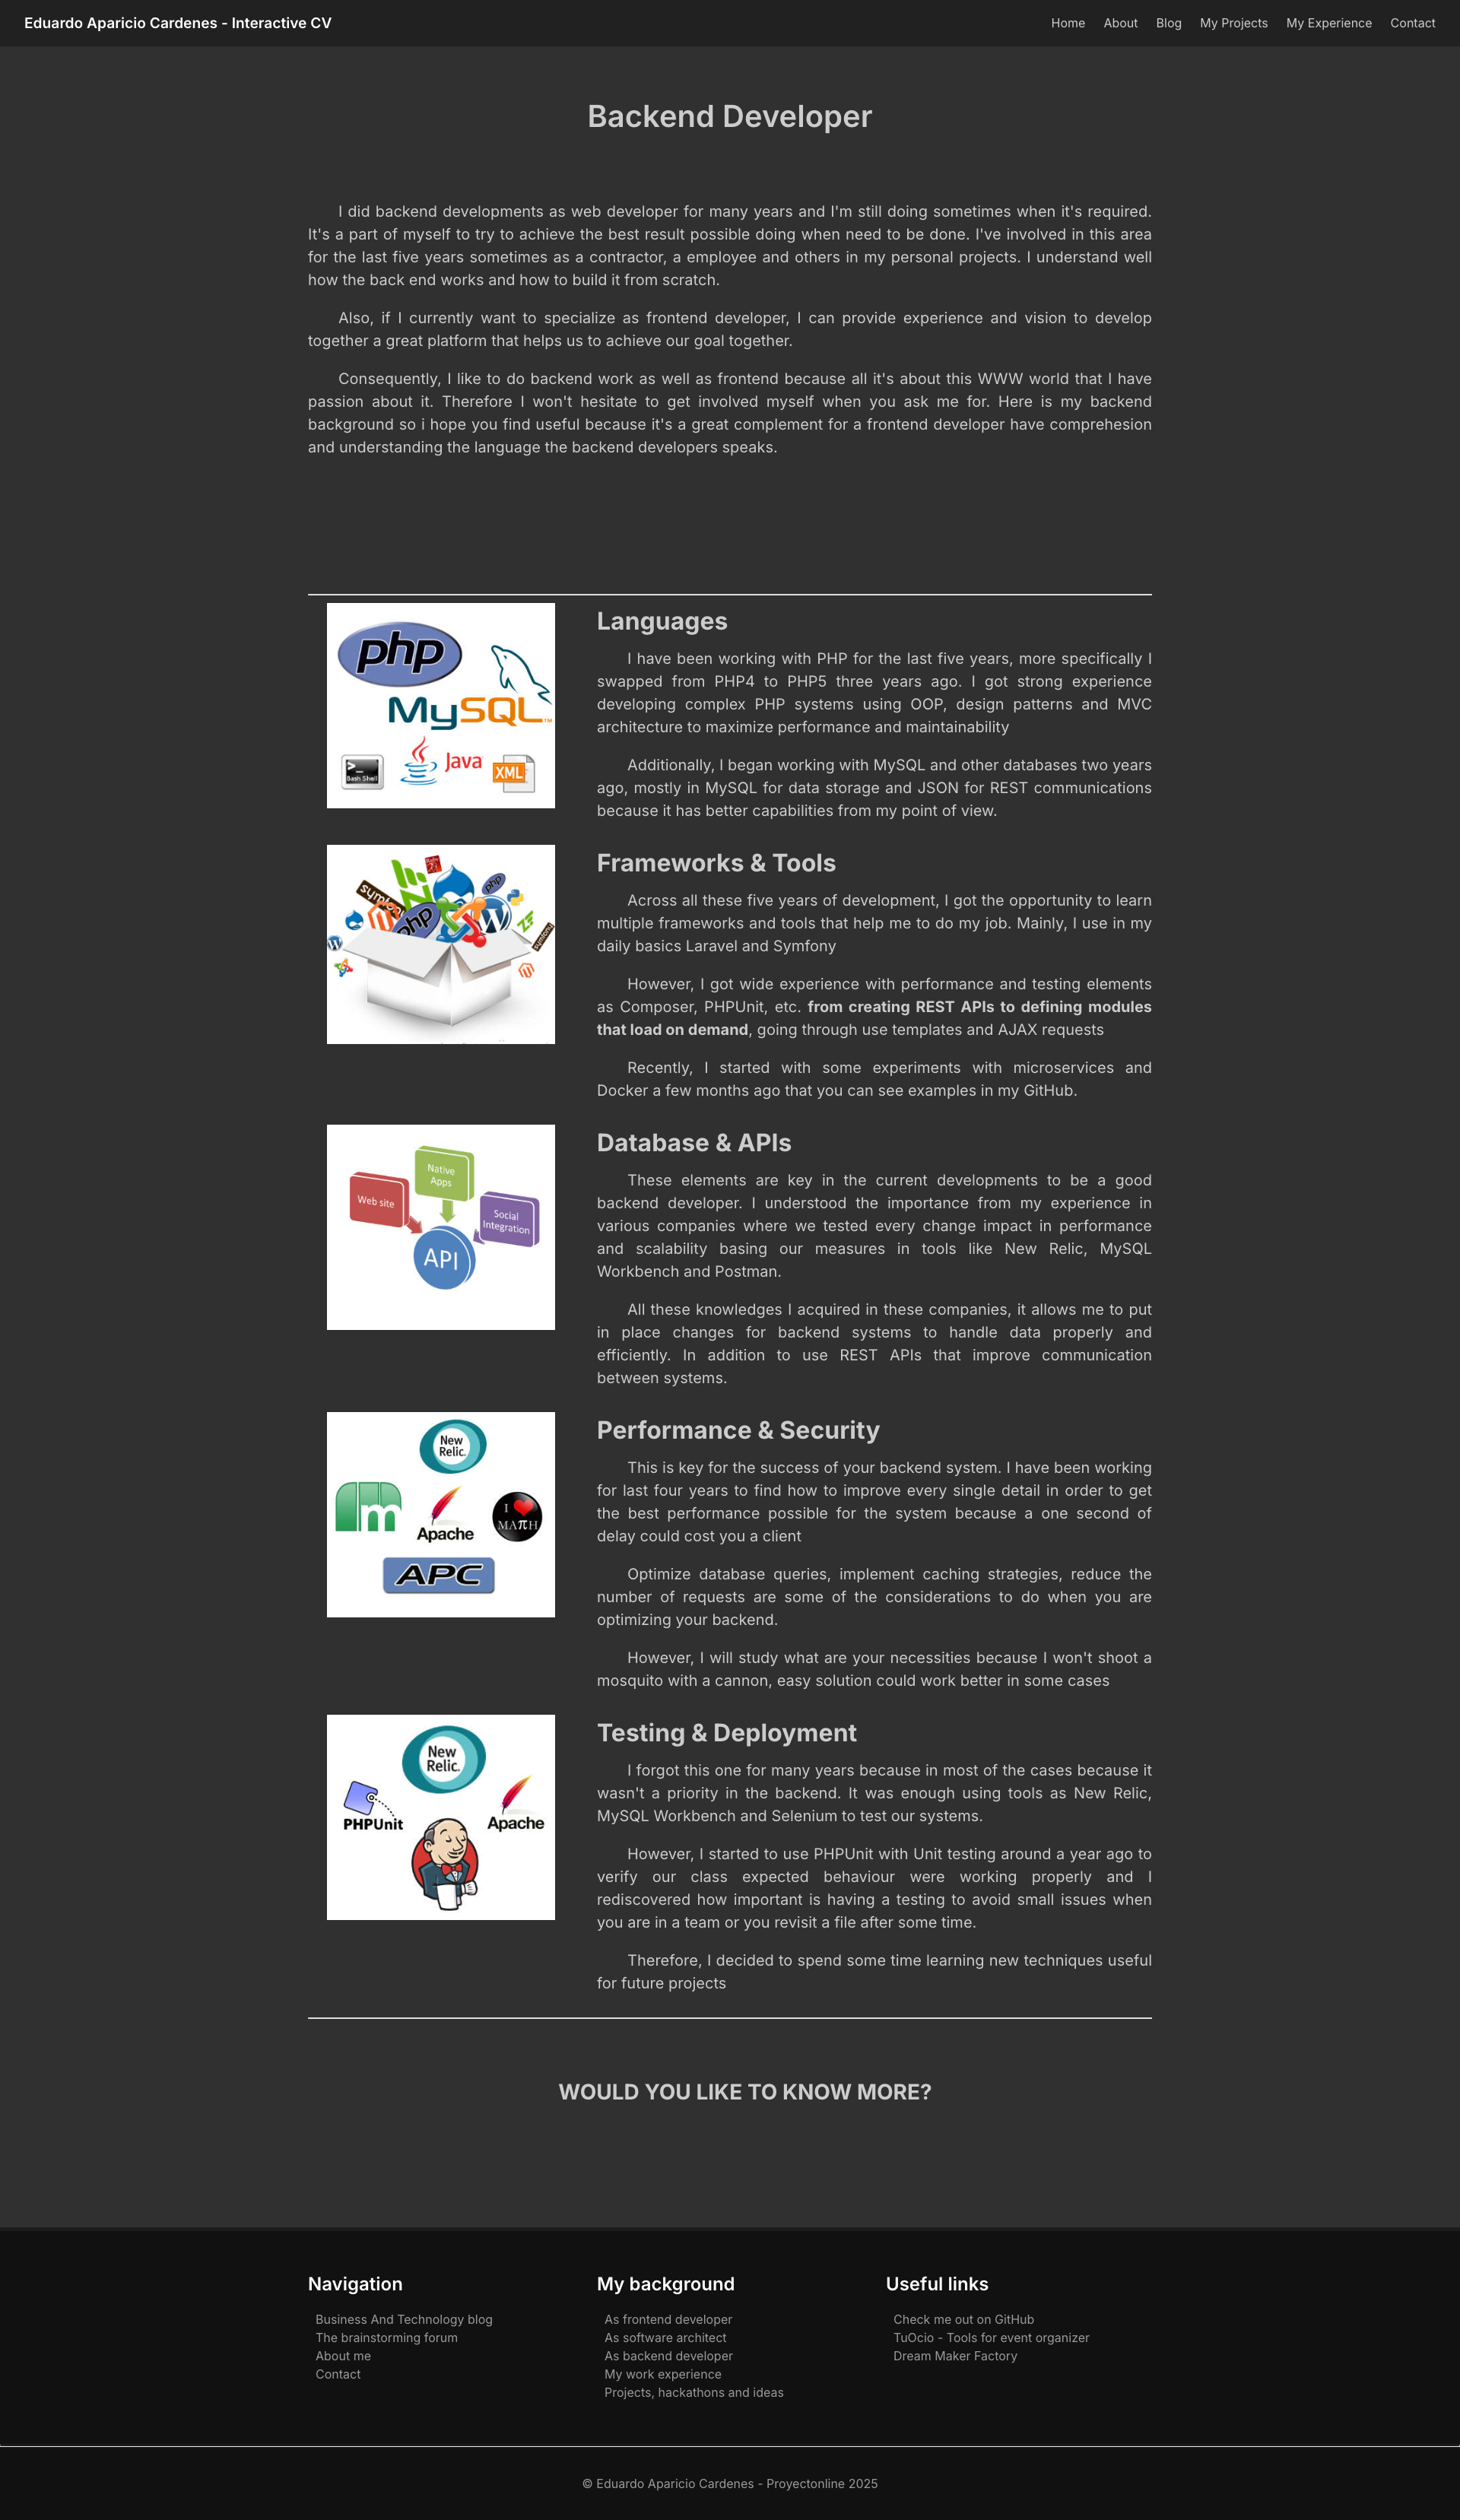 Eduardo Aparicio Cardenes - Interactive CV
Home About Blog My Projects My Experience Contact
Backend Developer
I did backend developments as web developer for many years and I'm still doing sometimes when it's required.
It's a part of myself to try to achieve the best result possible doing when need to be done. I've involved in this area
for the last five years sometimes as a contractor, a employee and others in my personal projects. I understand well
how the back end works and how to build it from scratch.
Also, if I currently want to specialize as frontend developer, I can provide experience and vision to develop
together a great platform that helps us to achieve our goal together.
Consequently, I like to do backend work as well as frontend because all it's about this WWW world that I have
passion about it. Therefore I won't hesitate to get involved myself when you ask me for. Here is my backend
background so i hope you find useful because it's a great complement for a frontend developer have comprehesion
and understanding the language the backend developers speaks.
php
MySQL™
>_
Bash Shell
Java
XML
Languages
I have been working with PHP for the last five years, more specifically I
swapped from PHP4 to PHP5 three years ago. I got strong experience
developing complex PHP systems using OOP, design patterns and MVC
architecture to maximize performance and maintainability
Additionally, I began working with MySQL and other databases two years
ago, mostly in MySQL for data storage and JSON for REST communications
because it has better capabilities from my point of view.
php
php
Frameworks & Tools
Across all these five years of development, I got the opportunity to learn
multiple frameworks and tools that help me to do my job. Mainly, I use in my
daily basics Laravel and Symfony
However, I got wide experience with performance and testing elements
as Composer, PHPUnit, etc. from creating REST APIs to defining modules
that load on demand, going through use templates and AJAX requests
Recently, I started with some experiments with microservices and
Docker a few months ago that you can see examples in my GitHub.
Native
Apps
Web site
Social
Integration
API
Database & APIs
These elements are key in the current developments to be a good
backend developer. I understood the importance from my experience in
various companies where we tested every change impact in performance
and scalability basing our measures in tools like New Relic, MySQL
Workbench and Postman.
All these knowledges I acquired in these companies, it allows me to put
in place changes for backend systems to handle data properly and
efficiently. In addition to use REST APIs that improve communication
between systems.
New
Relic.
m
Apache
I ❤
MAπH
APC
Performance & Security
This is key for the success of your backend system. I have been working
for last four years to find how to improve every single detail in order to get
the best performance possible for the system because a one second of
delay could cost you a client
Optimize database queries, implement caching strategies, reduce the
number of requests are some of the considerations to do when you are
optimizing your backend.
However, I will study what are your necessities because I won't shoot a
mosquito with a cannon, easy solution could work better in some cases
New
Relic.
PHPUnit
Apache
Testing & Deployment
I forgot this one for many years because in most of the cases because it
wasn't a priority in the backend. It was enough using tools as New Relic,
MySQL Workbench and Selenium to test our systems.
However, I started to use PHPUnit with Unit testing around a year ago to
verify our class expected behaviour were working properly and I
rediscovered how important is having a testing to avoid small issues when
you are in a team or you revisit a file after some time.
Therefore, I decided to spend some time learning new techniques useful
for future projects
WOULD YOU LIKE TO KNOW MORE?
Navigation
Business And Technology blog
The brainstorming forum
About me
Contact
My background
As frontend developer
As software architect
As backend developer
My work experience
Projects, hackathons and ideas
Useful links
Check me out on GitHub
TuOcio - Tools for event organizer
Dream Maker Factory
© Eduardo Aparicio Cardenes - Proyectonline 2025